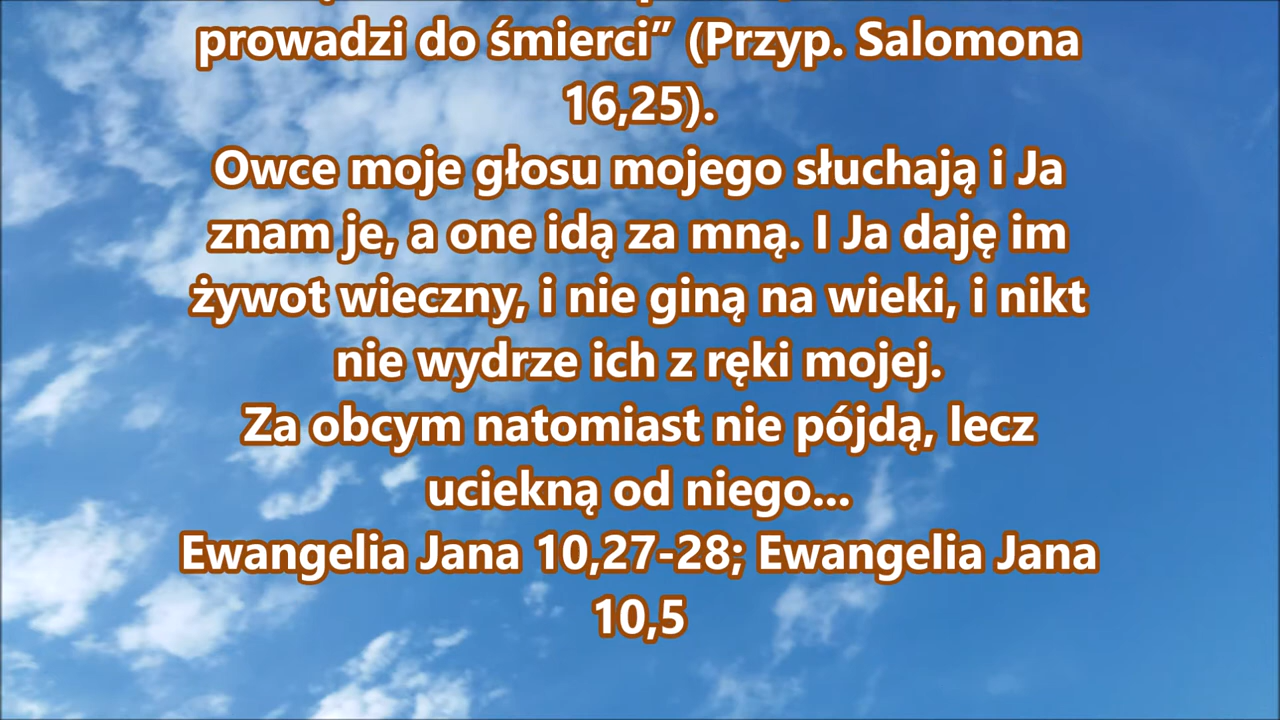 prowadzi do śmierci” (Przyp. Salomona
16,25).
Owce moje głosu mojego słuchają i Ja
znam je, a one idą za mną. I Ja daję im
żywot wieczny, i nie giną na wieki, i nikt
nie wydrze ich z ręki mojej.
Za obcym natomiast nie pójdą, lecz
uciekną od niego...
Ewangelia Jana 10,27-28; Ewangelia Jana
10,5